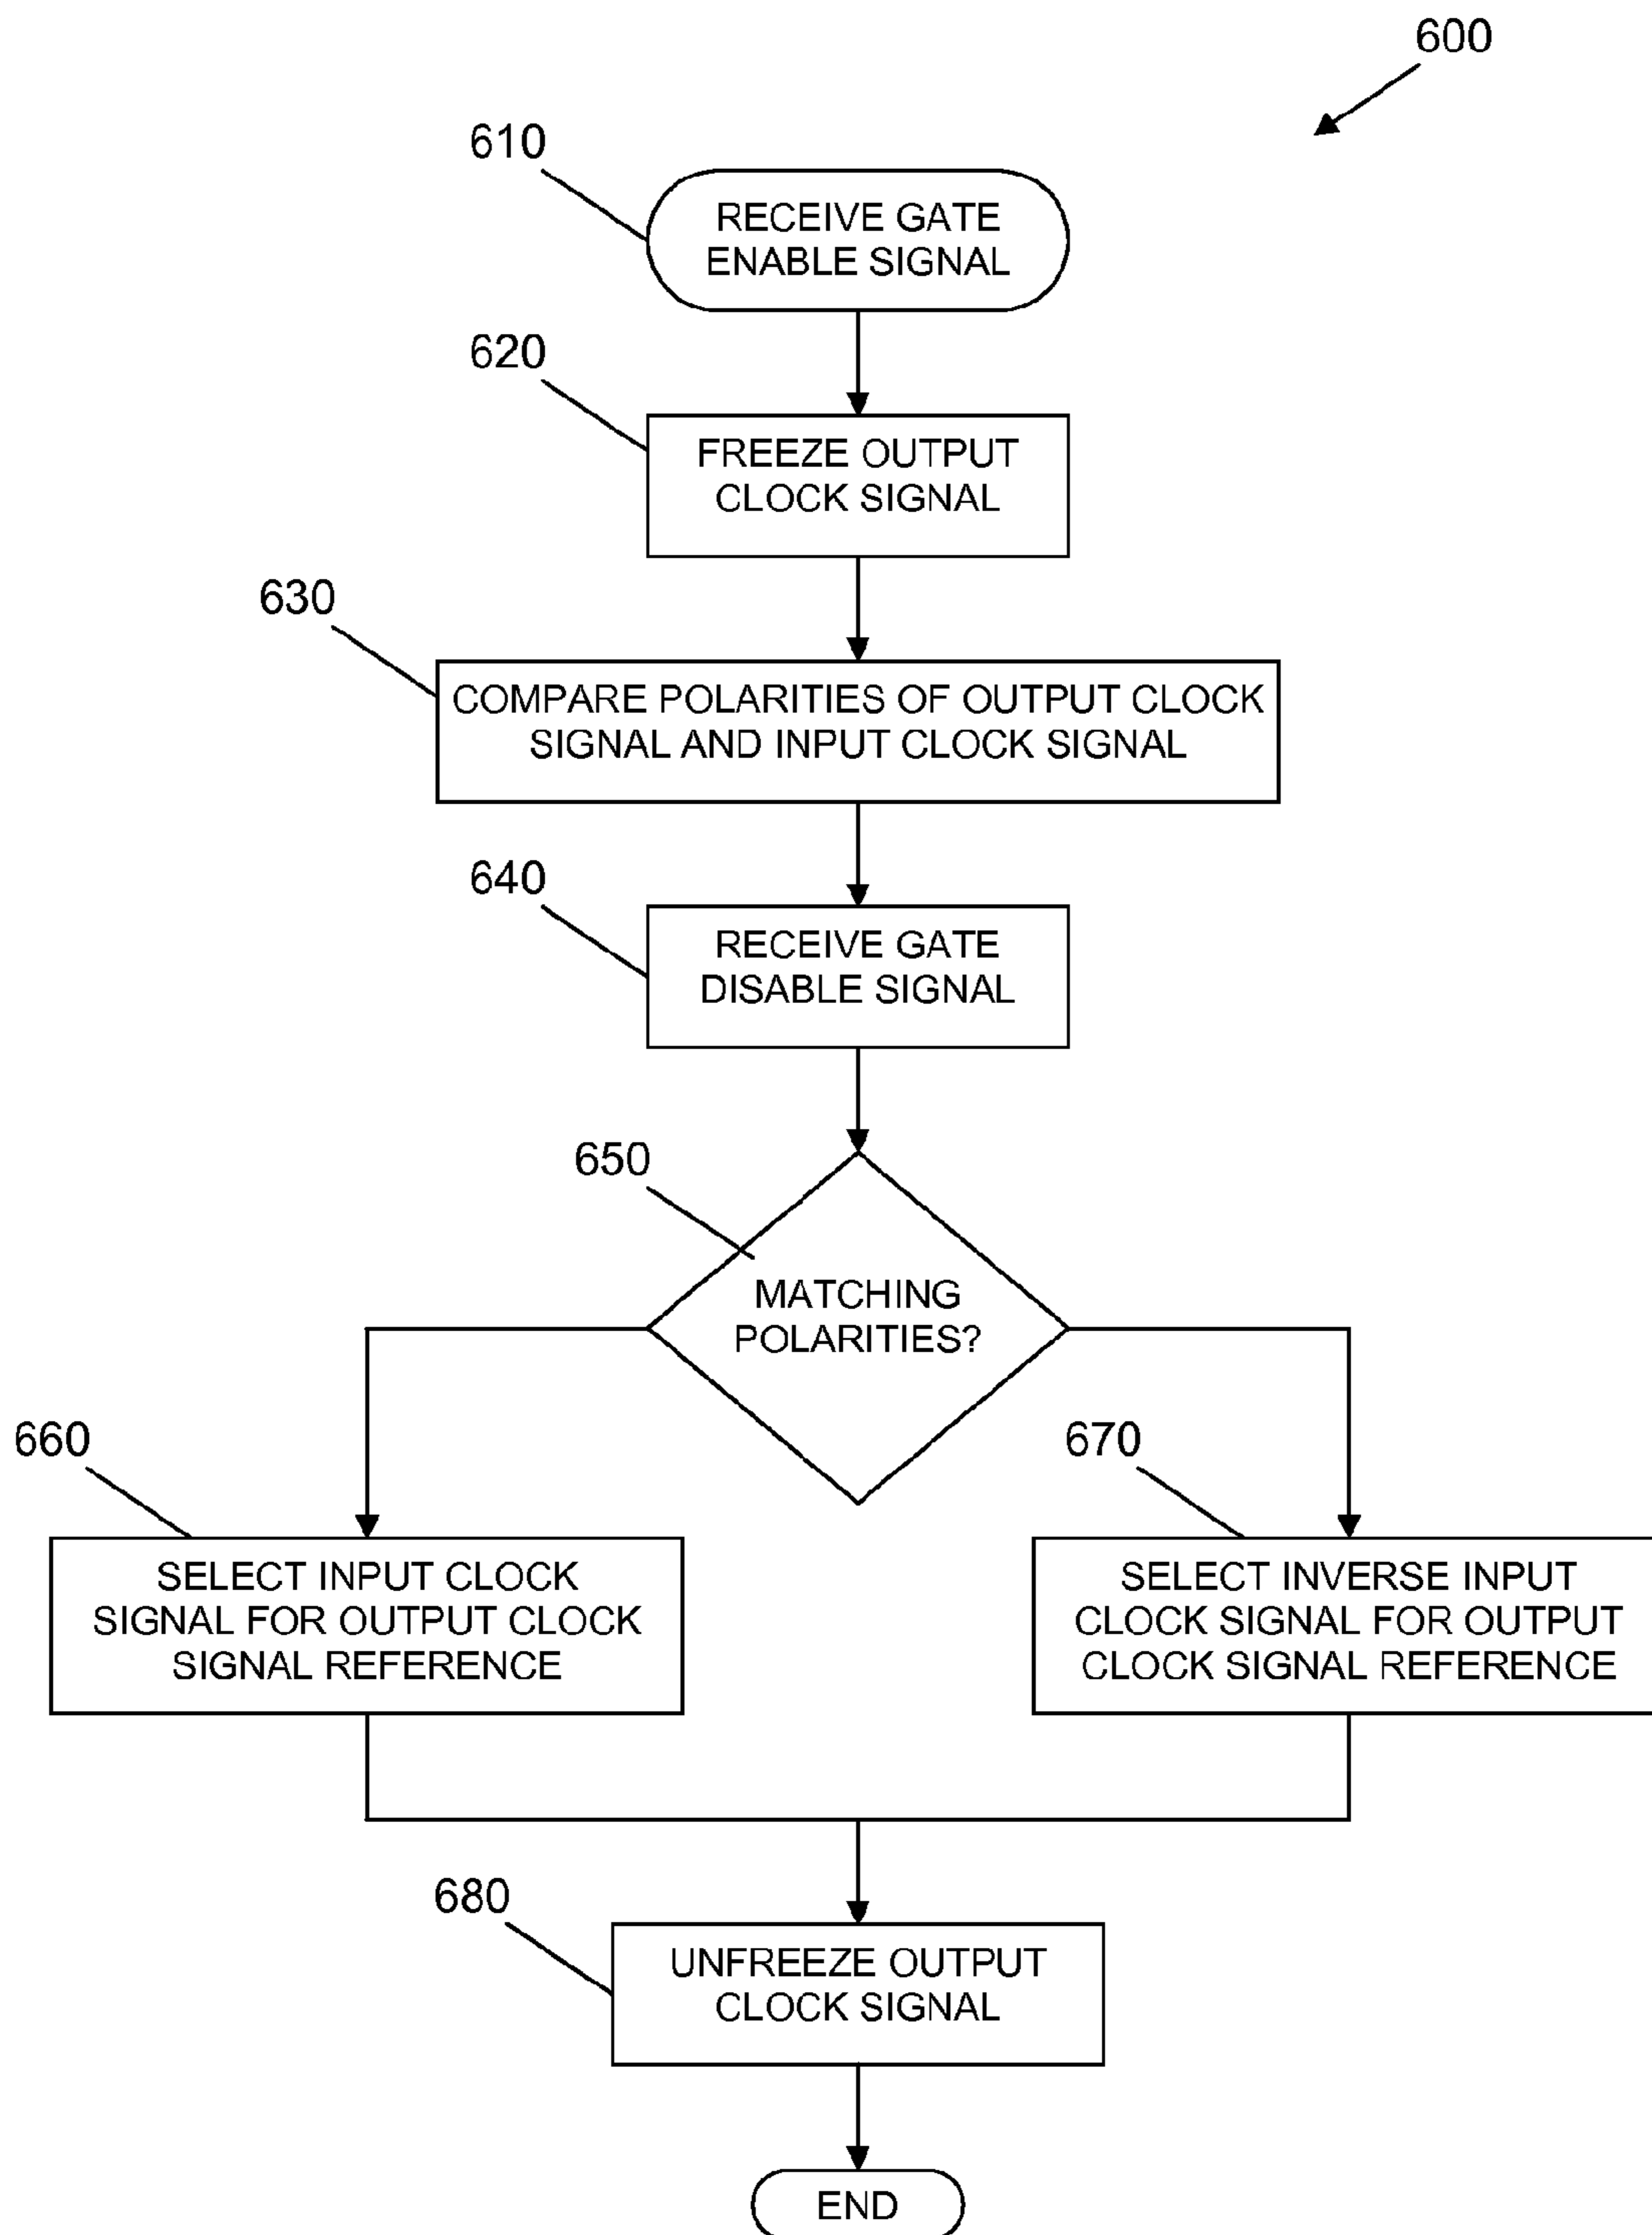 600
610
RECEIVE GATE
ENABLE SIGNAL
620
FREEZE OUTPUT
CLOCK SIGNAL
630
COMPARE POLARITIES OF OUTPUT CLOCK
SIGNAL AND INPUT CLOCK SIGNAL
640
RECEIVE GATE
DISABLE SIGNAL
650
MATCHING
POLARITIES?
660
SELECT INPUT CLOCK
SIGNAL FOR OUTPUT CLOCK
SIGNAL REFERENCE
670
SELECT INVERSE INPUT
CLOCK SIGNAL FOR OUTPUT
CLOCK SIGNAL REFERENCE
680
UNFREEZE OUTPUT
CLOCK SIGNAL
END